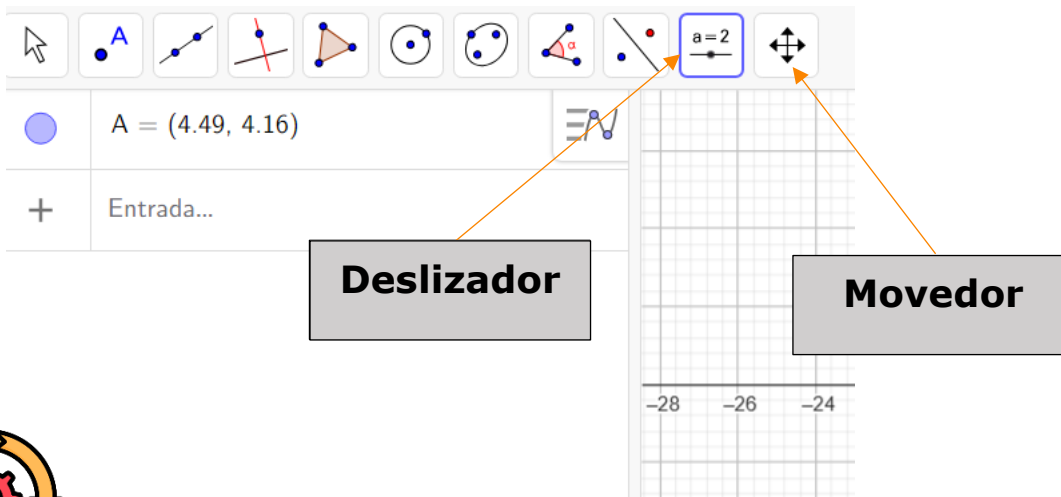 A
α
a=2
A = (4.49, 4.16)
+ Entrada...
Deslizador
Movedor
–28 –26 –24